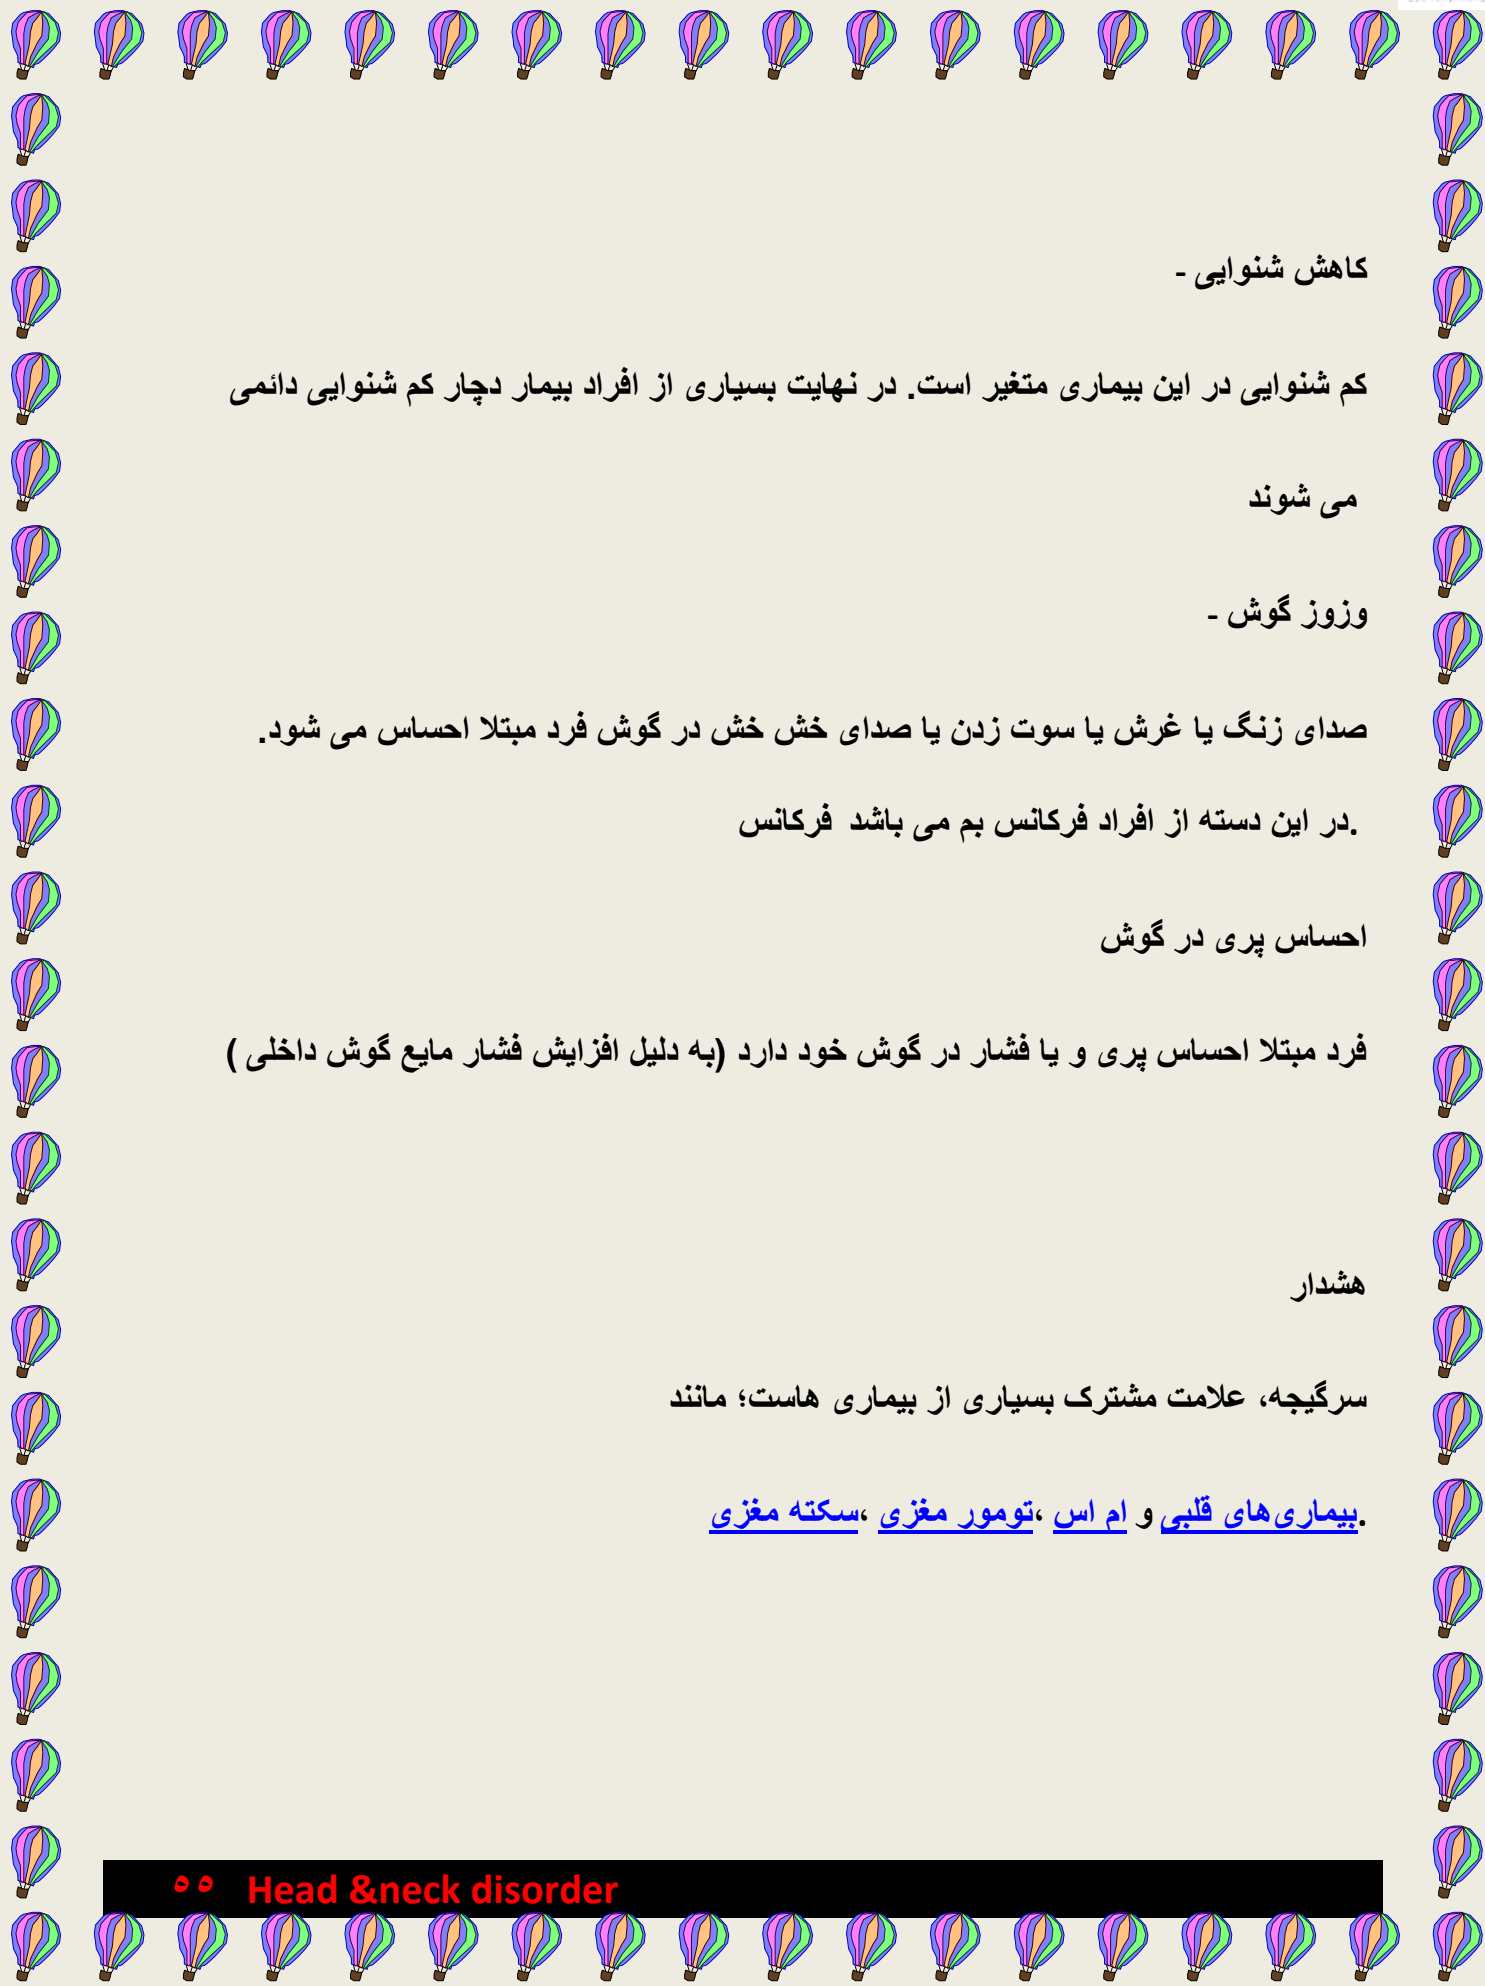 کاهش شنوایی -
کم شنوایی در این بیماری متغیر است. در نهایت بسیاری از افراد بیمار دچار کم شنوایی دائمی
می شوند
وزوز گوش -
صدای زنگ یا غرش یا سوت زدن یا صدای خش خش در گوش فرد مبتلا احساس می شود.
.در این دسته از افراد فرکانس بم می باشد فرکانس
احساس پری در گوش
فرد مبتلا احساس پری و یا فشار در گوش خود دارد (به دلیل افزایش فشار مایع گوش داخلی )
هشدار
سرگیجه، علامت مشترک بسیاری از بیماری هاست؛ مانند
.بیماری‌های قلبی و ام اس ،تومور مغزی ،سکته مغزی
۵۵ Head &neck disorder